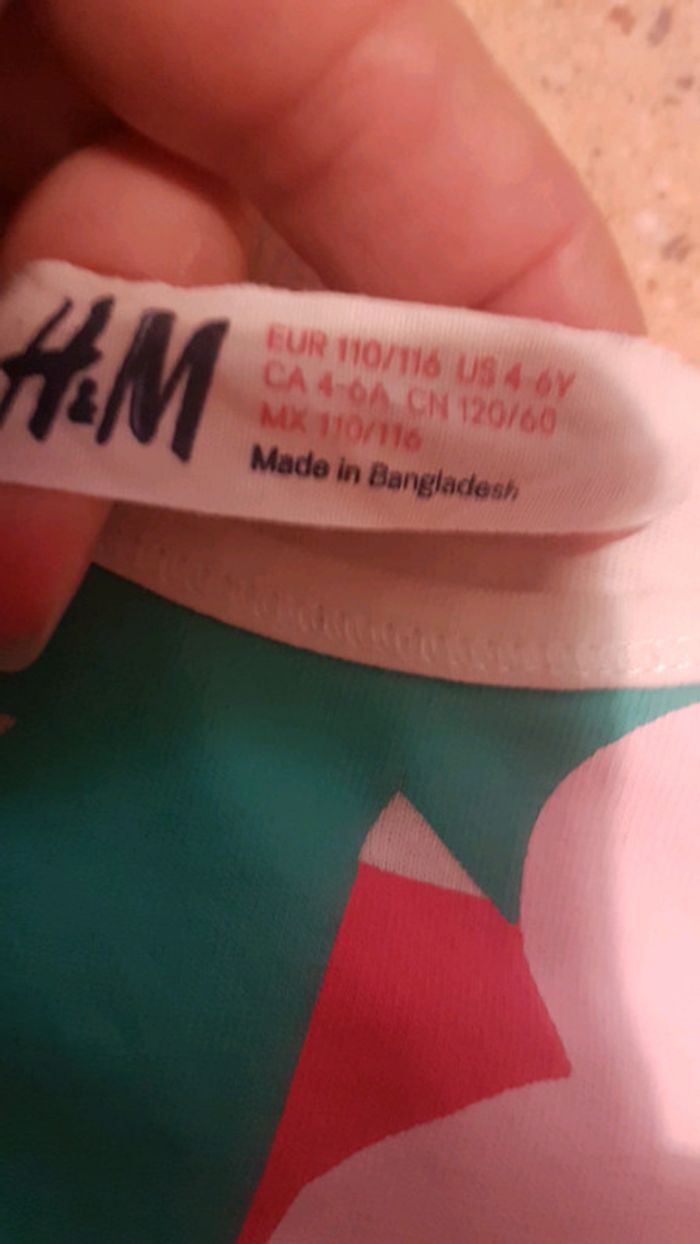 H&M
EUR 110/116 US 4-6Y
CA 4-6A CN 120/60
MX 110/116
Made in Bangladesh